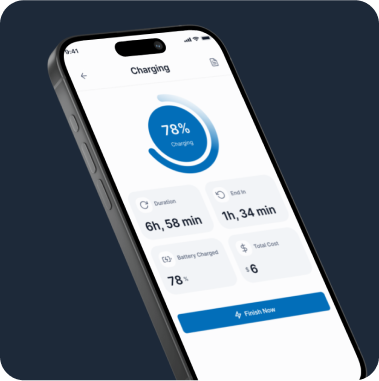 9:41
Charging
78%
Charging
Duration
6h, 58 min
End In
1h, 34 min
Battery Charged
78 %
Total Cost
$ 6
Finish Now